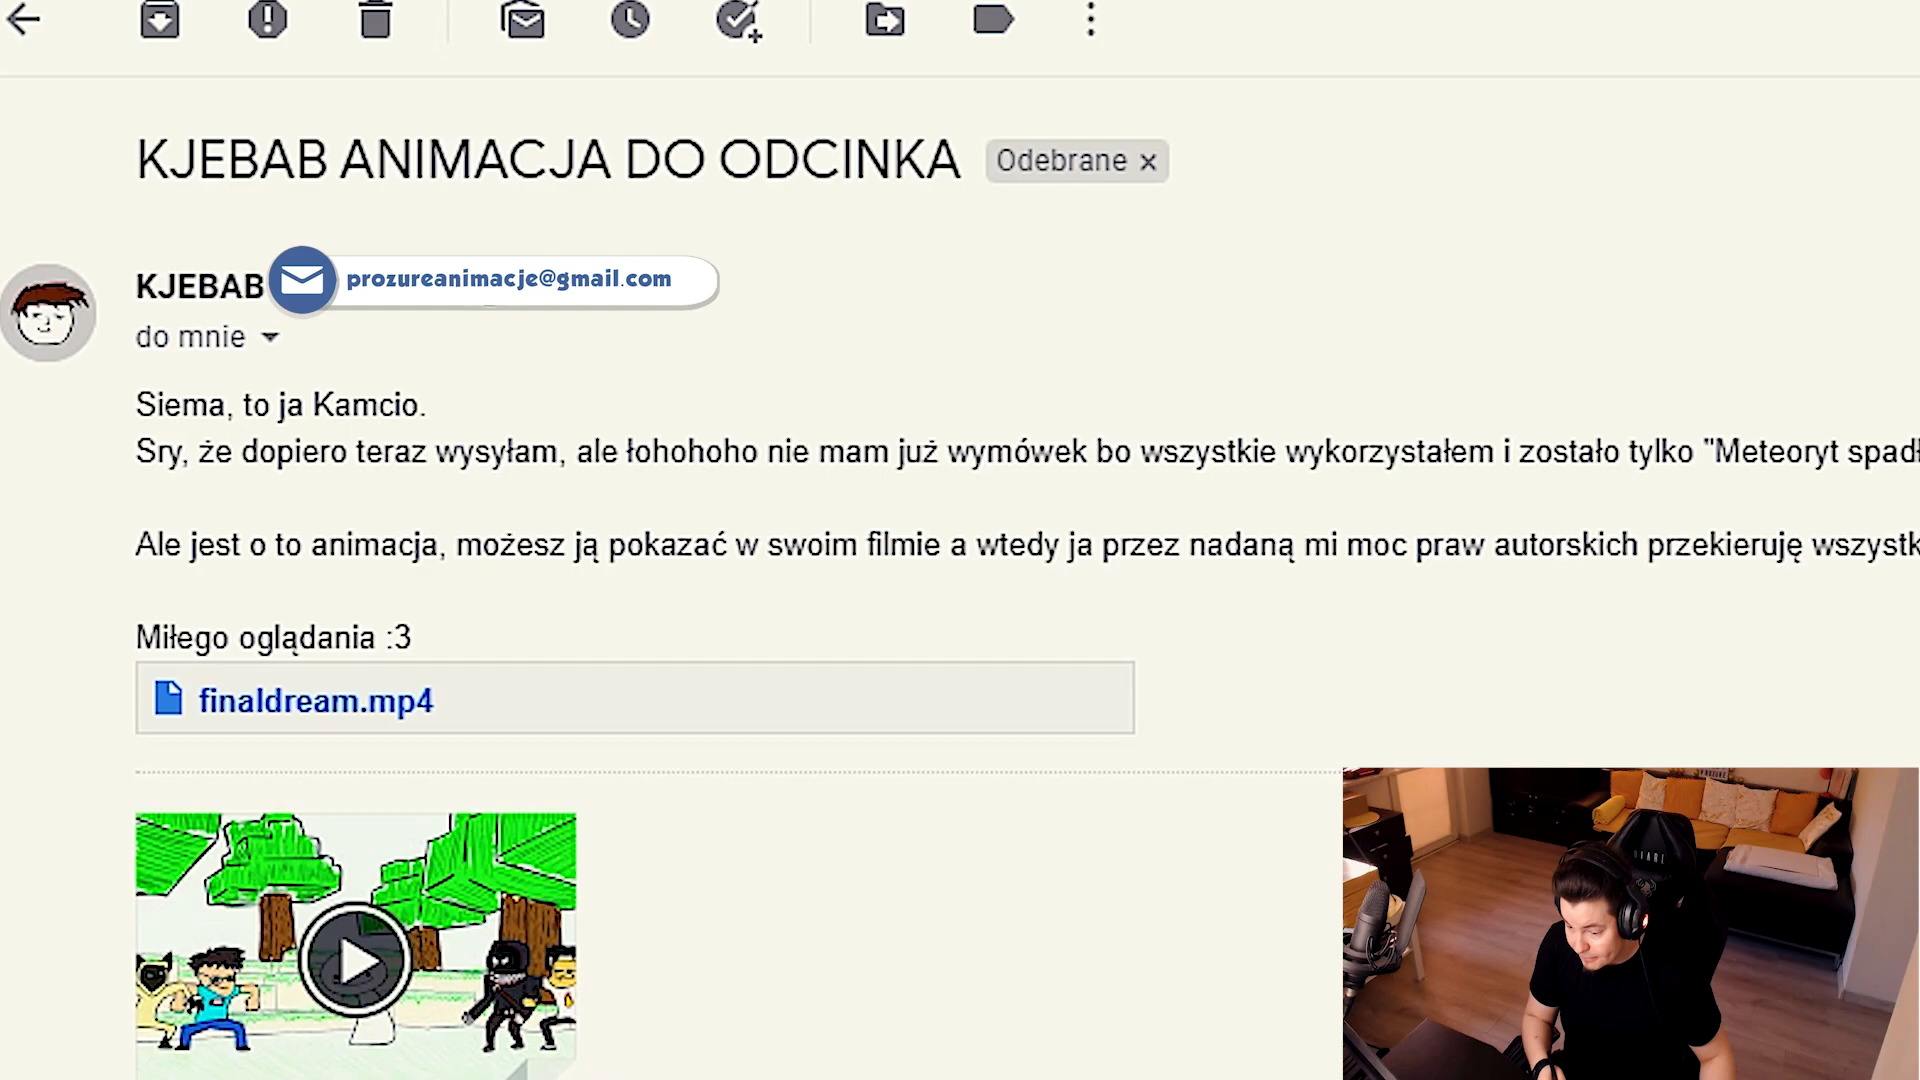 KJEBAB ANIMACJA DO ODCINKA Odebrane ×
KJEBAB prozureanimacje@gmail.com
do mnie
Siema, to ja Kamcio.
Sry, że dopiero teraz wysyłam, ale łohohoho nie mam już wymówek bo wszystkie wykorzystałem i zostało tylko "Meteoryt spadł
Ale jest o to animacja, możesz ją pokazać w swoim filmie a wtedy ja przez nadaną mi moc praw autorskich przekieruję wszystk
Miłego oglądania :3
finaldream.mp4